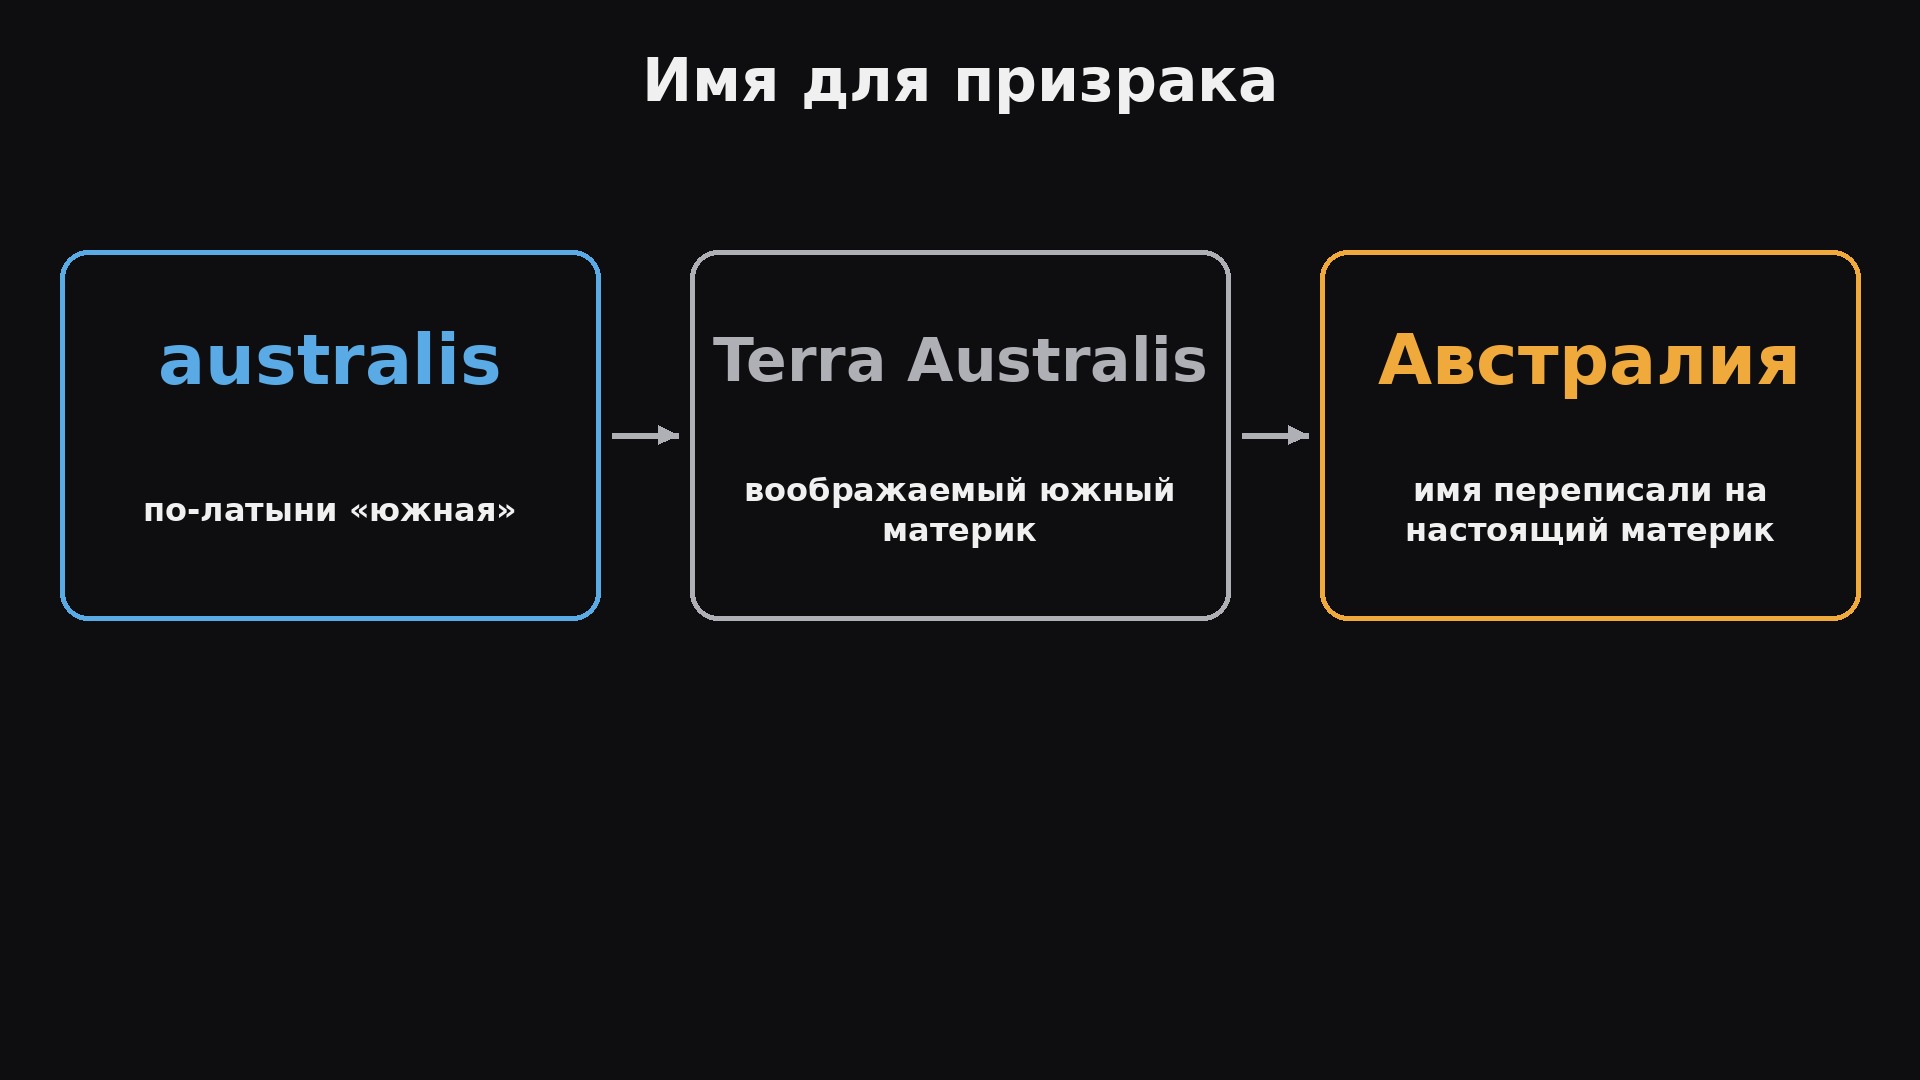 Имя для призрака
australis
по-латыни «южная»
Terra Australis
воображаемый южный
материк
Австралия
имя переписали на
настоящий материк